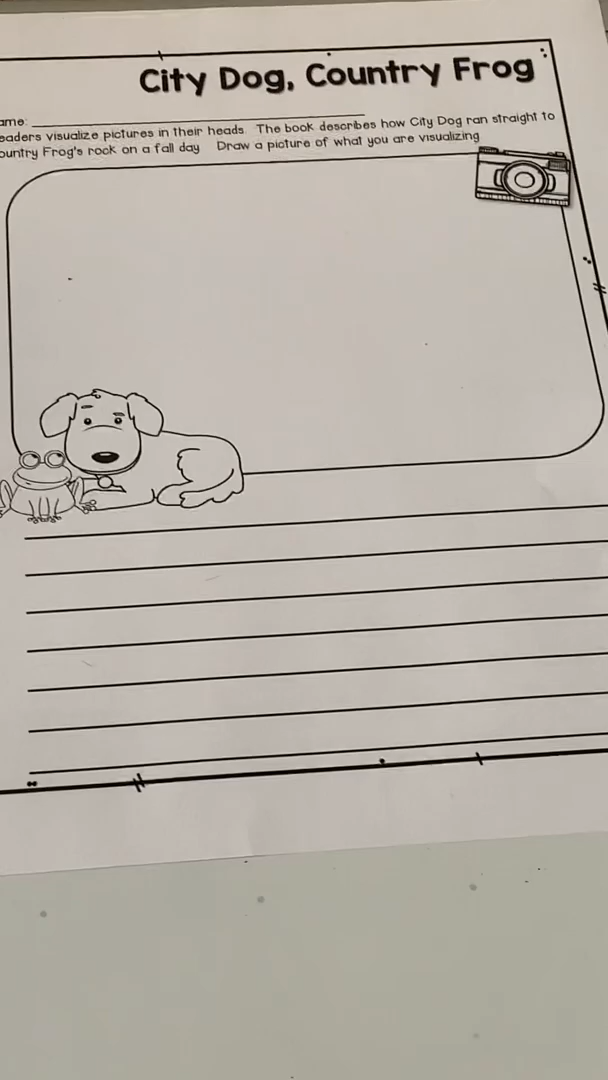 City Dog, Country Frog
ame:
eaders visualize pictures in their heads The book describes how City Dog ran straight to
ountry Frog's rock on a fall day Draw a picture of what you are visualizing